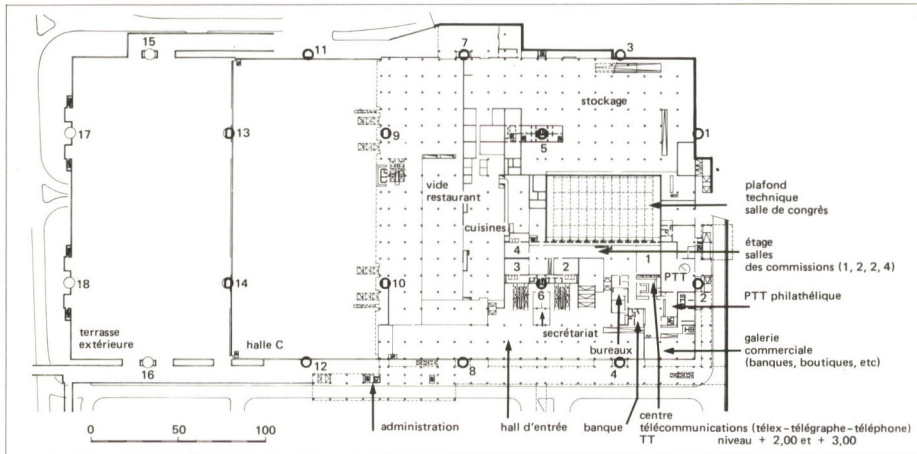 15
11
7
3
stockage
17
13
9
5
1
vide
restaurant
cuisines
plafond
technique
salle de congrès
4
1
étage
salles
des commissions (1, 2, 2, 4)
3
2
PTT
18
14
10
6
2
PTT philathélique
secrétariat
bureaux
terrasse
extérieure
halle C
galerie
commerciale
(banques, boutiques, etc)
16
12
8
4
administration
hall d'entrée
banque
centre
télécommunications (télex-télégraphe-téléphone)
TT niveau + 2,00 et + 3,00
0 50 100